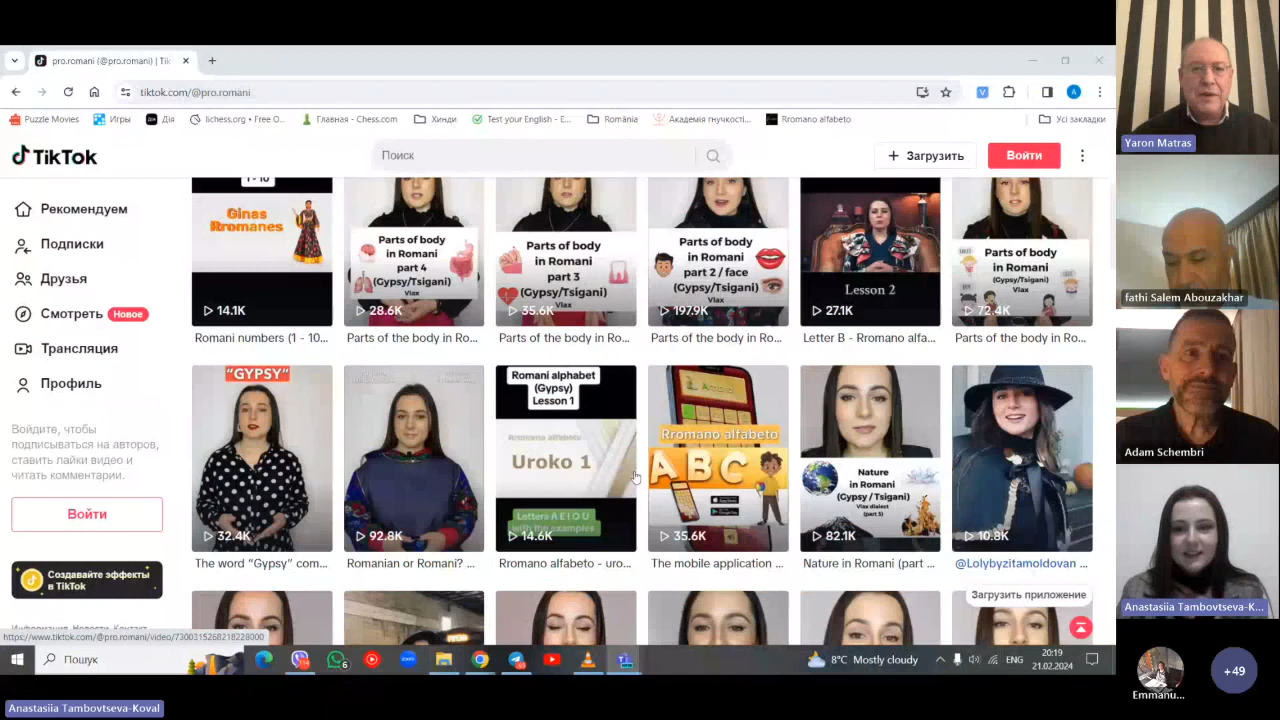 pro.romani (@pro.romani) | Tik
tiktok.com/@pro.romani
Puzzle Movies
Игры
Дія
lichess.org • Free O...
Главная - Chess.com
Хинди
Test your English - E...
România
Академія гнучкості...
Rromano alfabeto
Усі закладки
TikTok
Поиск
Загрузить
Войти
Рекомендуем
Подписки
Друзья
Смотреть Новое
Трансляция
Профиль
Войдите, чтобы
подписываться на авторов,
ставить лайки видео и
читать комментарии.
Войти
Создавайте эффекты
в TikTok
https://www.tiktok.com/@pro.romani/video/7300315268218228000
1 - 10
Ginas
Rromanes
14.1K
Romani numbers (1 - 10...
Parts of body
in Romani
part 4
(Gypsy/Tsigani)
Vlax
28.6K
Parts of the body in Ro...
Parts of body
in Romani
part 3
(Gypsy/Tsigani)
Vlax
35.6K
Parts of the body in Ro...
Parts of body
in Romani
part 2 / face
(Gypsy/Tsigani)
Vlax
197.9K
Parts of the body in Ro...
Lesson 2
27.1K
Letter B - Rromano alfa...
Parts of body
in Romani
(Gypsy/Tsigani)
Vlax
72.4K
Parts of the body in Ro...
"GYPSY"
32.4K
The word "Gypsy" com...
92.8K
Romanian or Romani? ...
Romani alphabet
(Gypsy)
Lesson 1
Rromano alfabeto
Uroko 1
Letters A E I O U
with the examples
14.6K
Rromano alfabeto - uro...
Rromano alfabeto
ABC
35.6K
The mobile application ...
Nature
in Romani
(Gypsy / Tsigani)
Vlax dialect
(part 3)
82.1K
Nature in Romani (part ...
10.8K
@Lolybyzitamoldovan ...
Загрузить приложение
Пошук
6
8°C Mostly cloudy
ENG
20:19
21.02.2024
Anastasiia Tambovtseva-Koval
Yaron Matras
fathi Salem Abouzakhar
Adam Schembri
Anastasiia Tambovtseva-K...
Emmanu...
+49